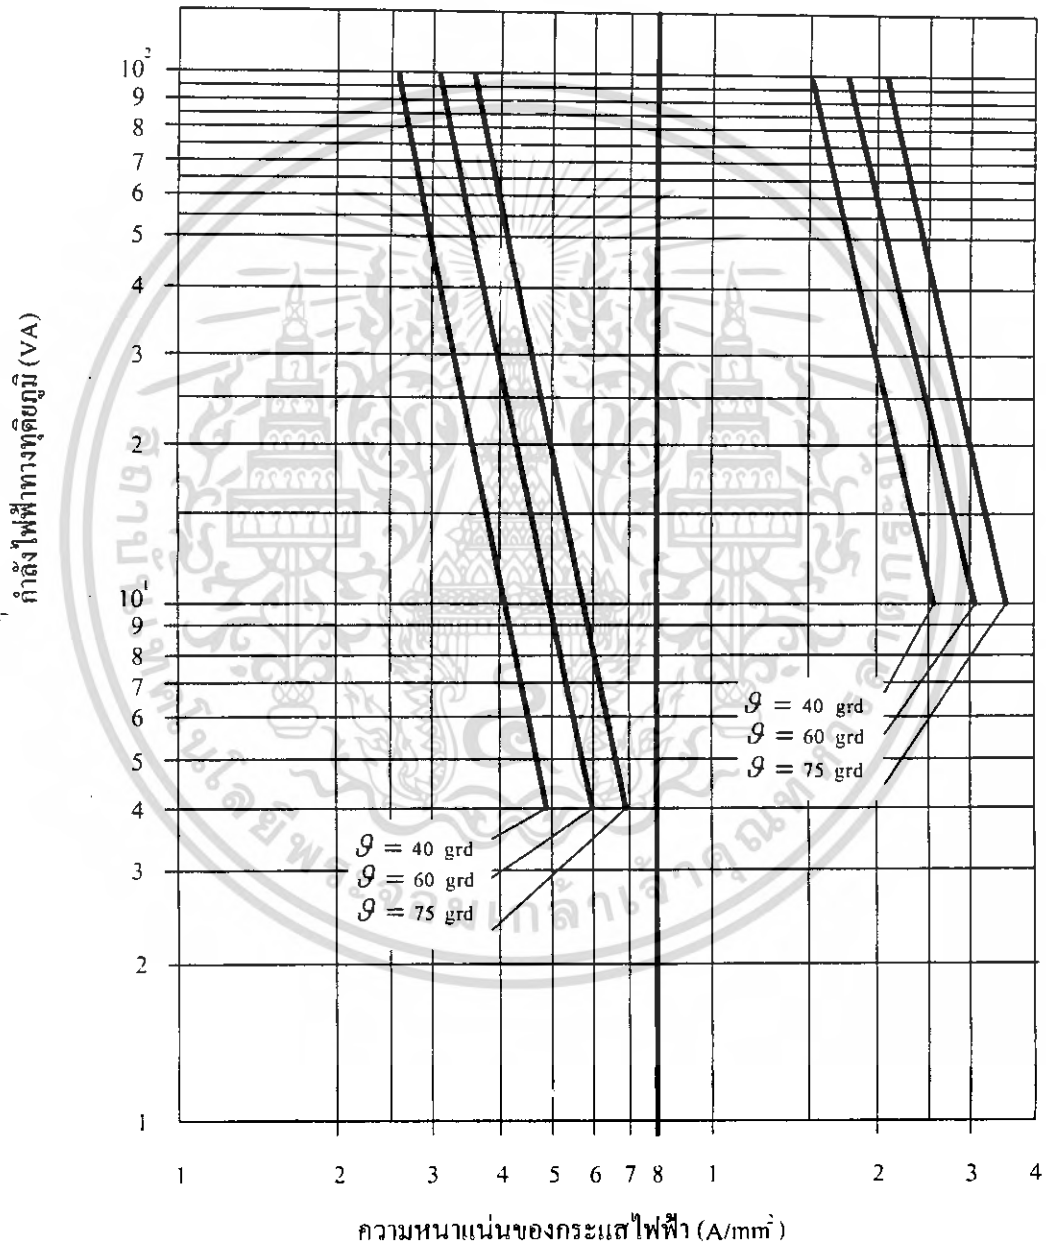 กำลังไฟฟ้าทางทุติยภูมิ (VA)
10²
9
8
7
6
5
4
3
2
10¹
9
8
7
6
5
4
3
2
1
ϑ = 40 grd
ϑ = 60 grd
ϑ = 75 grd
ϑ = 40 grd
ϑ = 60 grd
ϑ = 75 grd
1 2 3 4 5 6 7 8 1 2 3 4
ความหนาแน่นของกระแสไฟฟ้า (A/mm²)